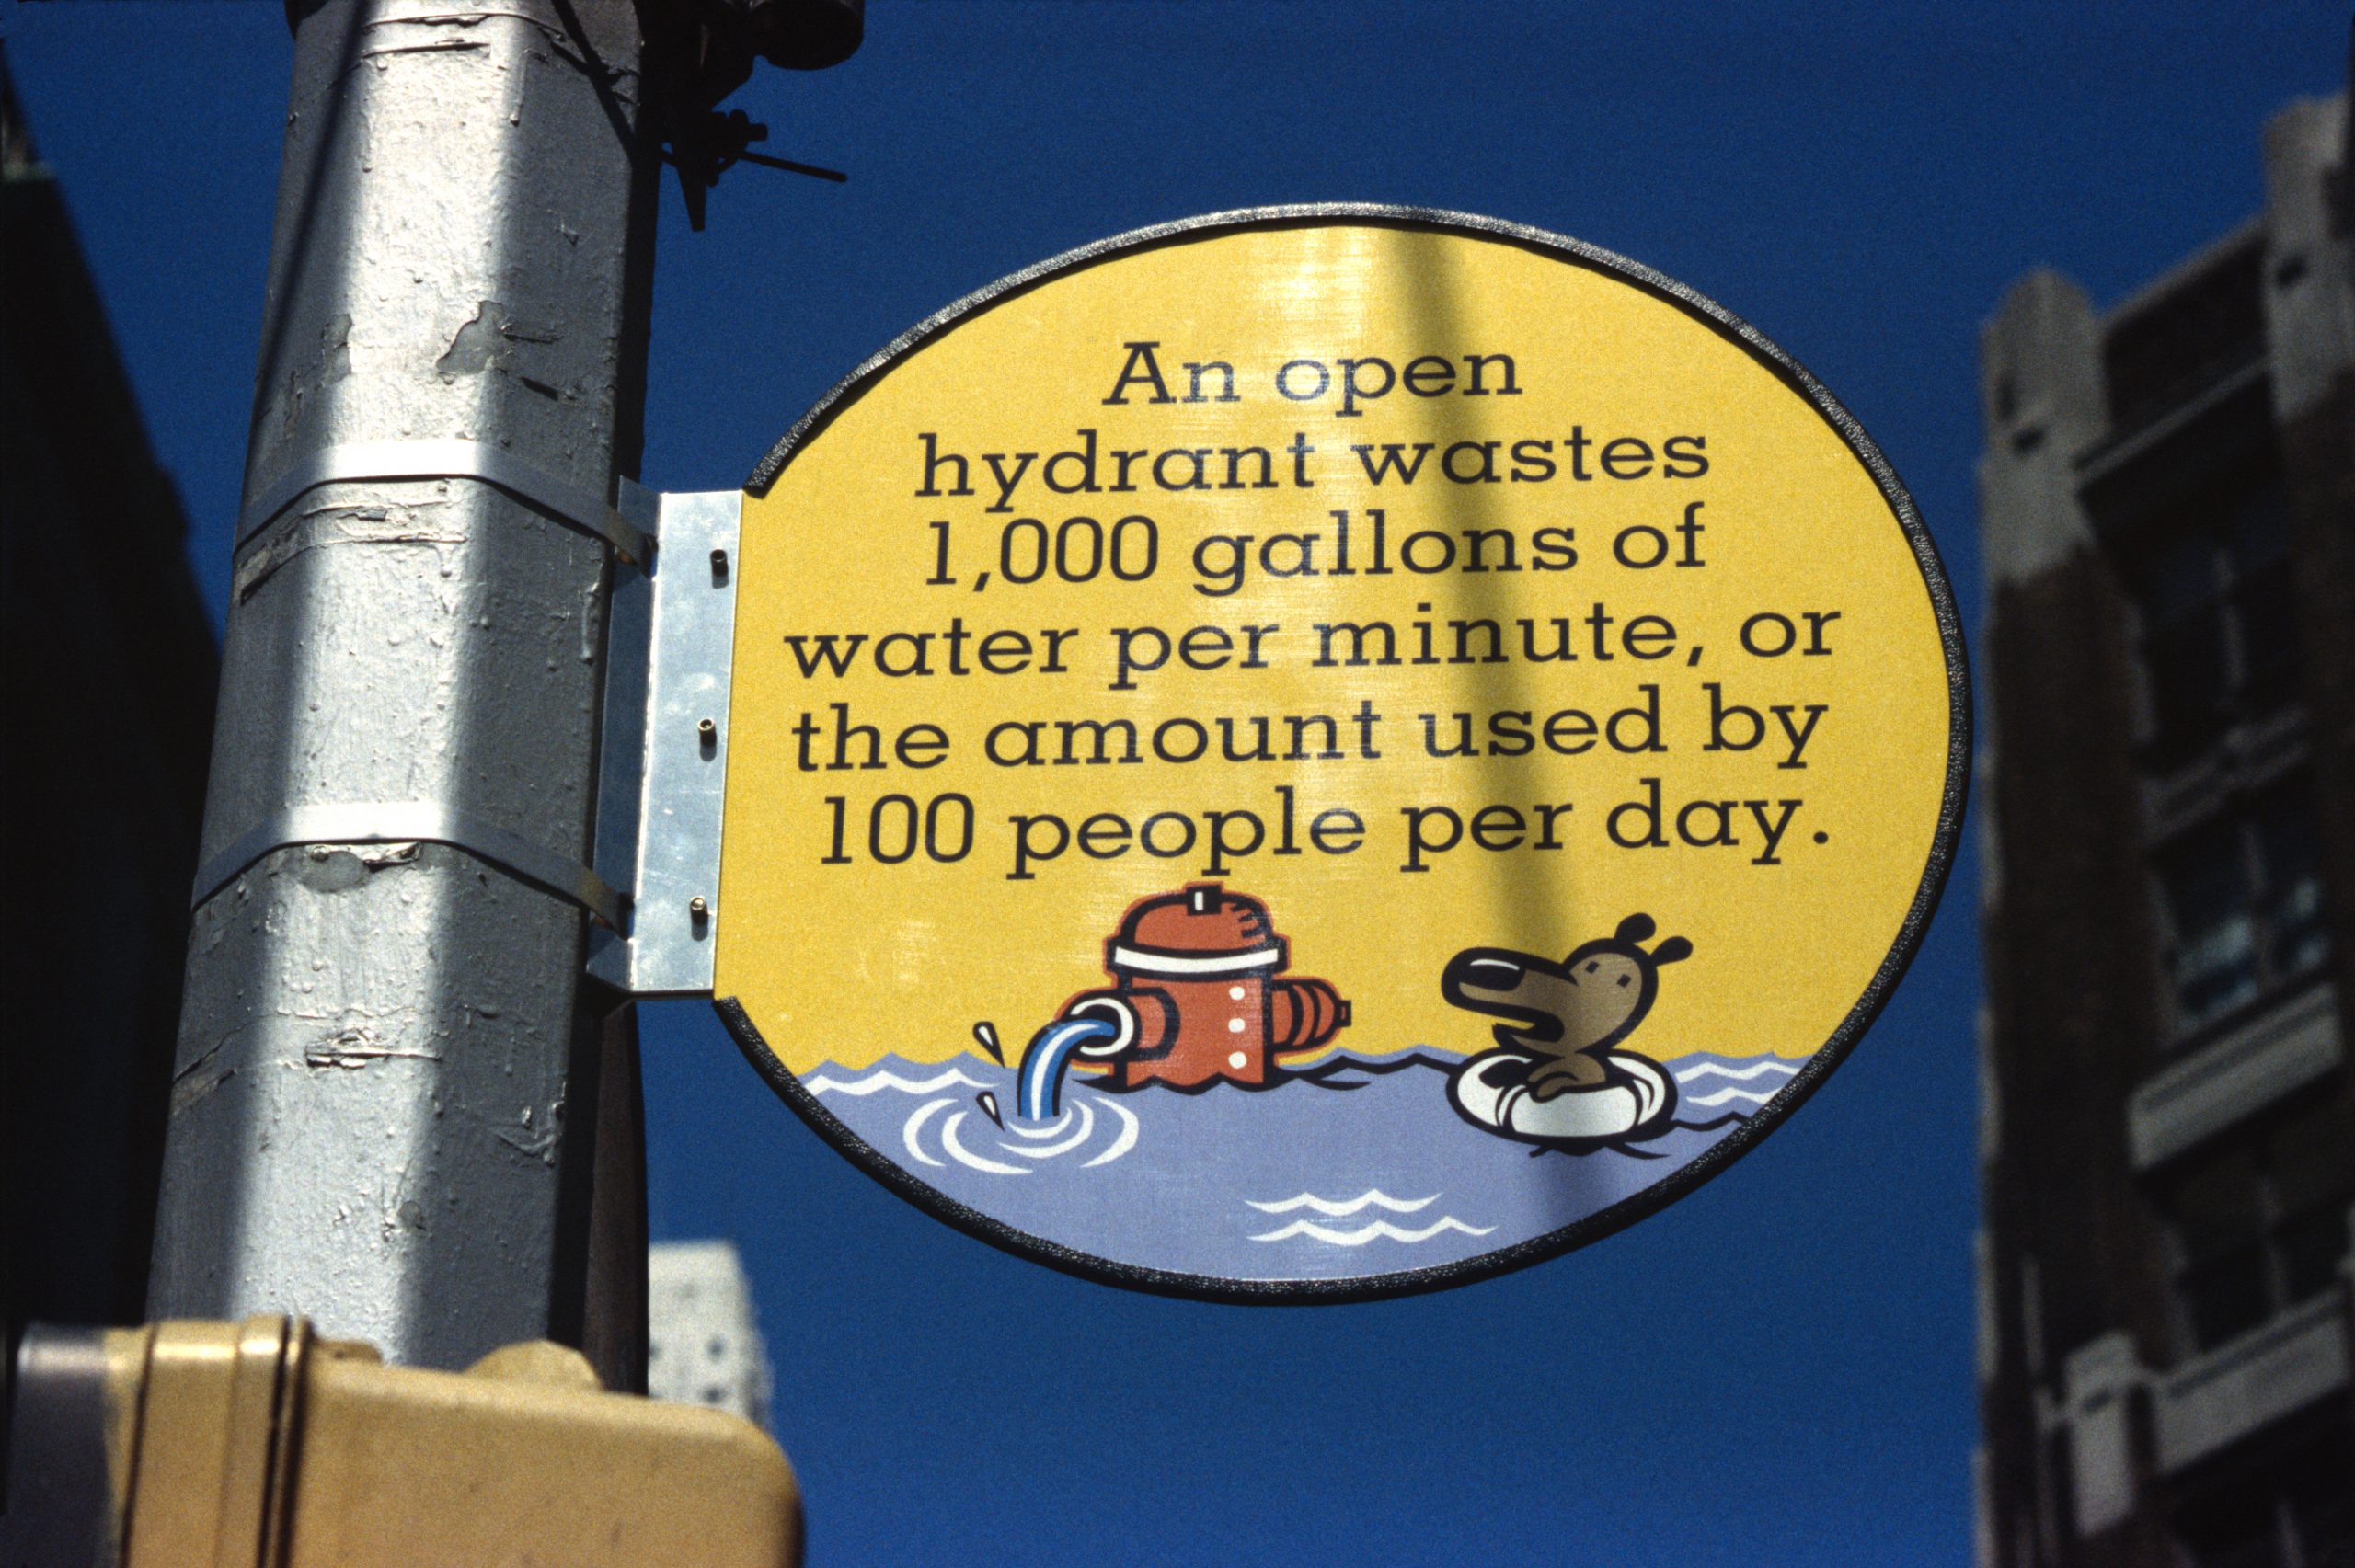 An open
hydrant wastes
1,000 gallons of
water per minute, or
the amount used by
100 people per day.